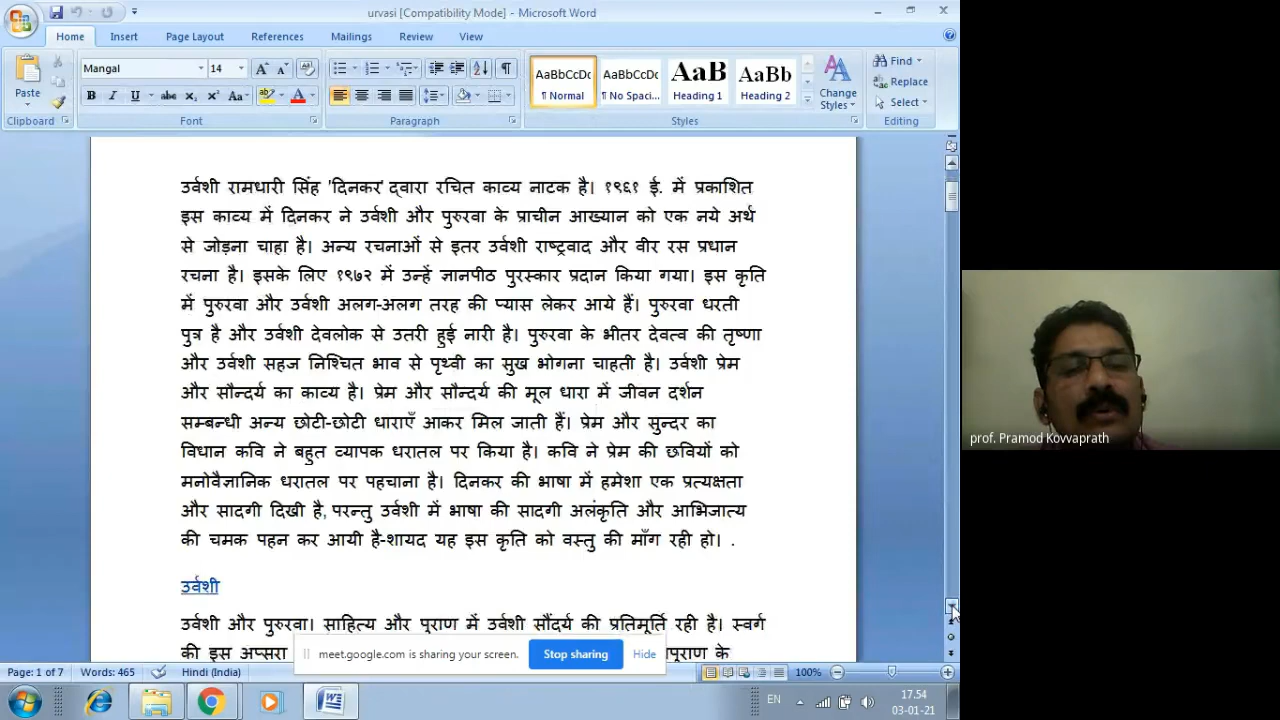 urvasi [Compatibility Mode] - Microsoft Word
Home Insert Page Layout References Mailings Review View
Mangal 14
AaBbCcDc AaBbCcDc AaB AaBb
Find
Replace
Select
Paste
¶ Normal ¶ No Spaci... Heading 1 Heading 2
Change Styles
Clipboard Font Paragraph Styles Editing
उर्वशी रामधारी सिंह 'दिनकर' द्वारा रचित काव्य नाटक है। १९६१ ई. में प्रकाशित
इस काव्य में दिनकर ने उर्वशी और पुरुरवा के प्राचीन आख्यान को एक नये अर्थ
से जोड़ना चाहा है। अन्य रचनाओं से इतर उर्वशी राष्ट्रवाद और वीर रस प्रधान
रचना है। इसके लिए १९७२ में उन्हें ज्ञानपीठ पुरस्कार प्रदान किया गया। इस कृति
में पुरुरवा और उर्वशी अलग-अलग तरह की प्यास लेकर आये हैं। पुरुरवा धरती
पुत्र है और उर्वशी देवलोक से उतरी हुई नारी है। पुरुरवा के भीतर देवत्व की तृष्णा
और उर्वशी सहज निश्चित भाव से पृथ्वी का सुख भोगना चाहती है। उर्वशी प्रेम
और सौन्दर्य का काव्य है। प्रेम और सौन्दर्य की मूल धारा में जीवन दर्शन
सम्बन्धी अन्य छोटी-छोटी धाराएँ आकर मिल जाती हैं। प्रेम और सुन्दर का
विधान कवि ने बहुत व्यापक धरातल पर किया है। कवि ने प्रेम की छवियों को
मनोवैज्ञानिक धरातल पर पहचाना है। दिनकर की भाषा में हमेशा एक प्रत्यक्षता
और सादगी दिखी है, परन्तु उर्वशी में भाषा की सादगी अलंकृति और आभिजात्य
की चमक पहन कर आयी है-शायद यह इस कृति को वस्तु की माँग रही हो। .
उर्वशी
उर्वशी और पुरुरवा। साहित्य और पुराण में उर्वशी सौंदर्य की प्रतिमूर्ति रही है। स्वर्ग
की इस अप्सरा के
meet.google.com is sharing your screen. Stop sharing Hide
Page: 1 of 7 Words: 465 Hindi (India) 100%
EN 17.54
03-01-21
prof. Pramod Kovvaprath